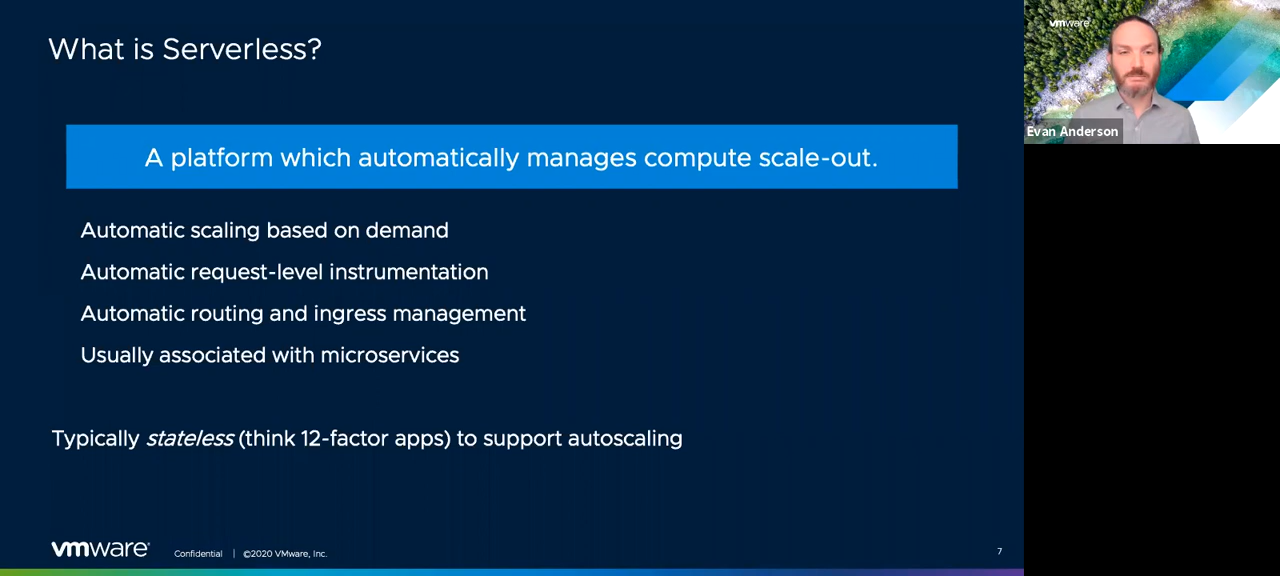 What is Serverless?
A platform which automatically manages compute scale-out.
Automatic scaling based on demand
Automatic request-level instrumentation
Automatic routing and ingress management
Usually associated with microservices
Typically stateless (think 12-factor apps) to support autoscaling
vmware®
Confidential | ©2020 VMware, Inc.
7
vmware
Evan Anderson